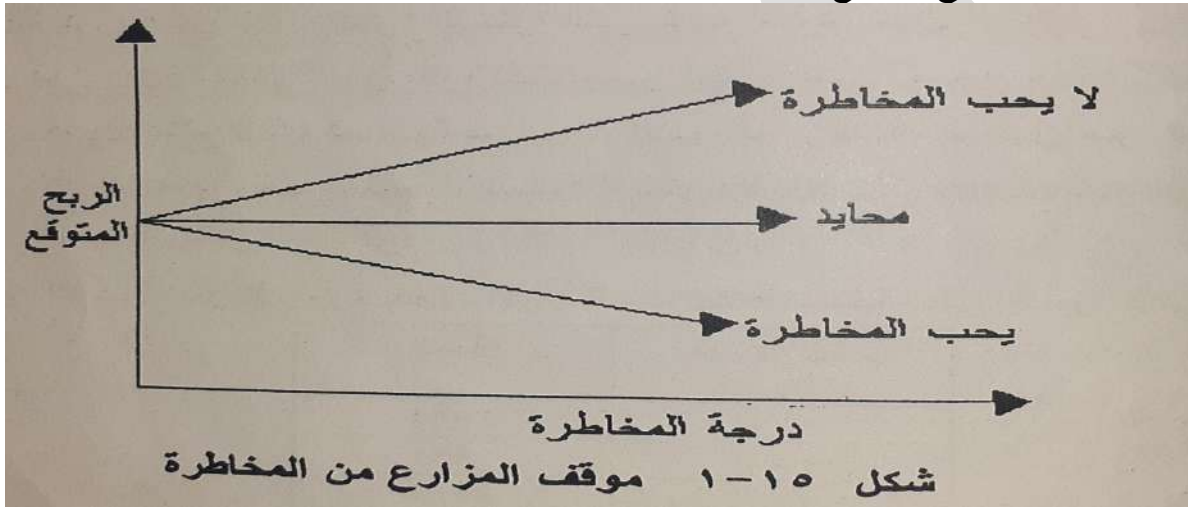 لا يحب المخاطرة
الربح
المتوقع
محايد
يحب المخاطرة
درجة المخاطرة
شكل ١٥-١ موقف المزارع من المخاطرة